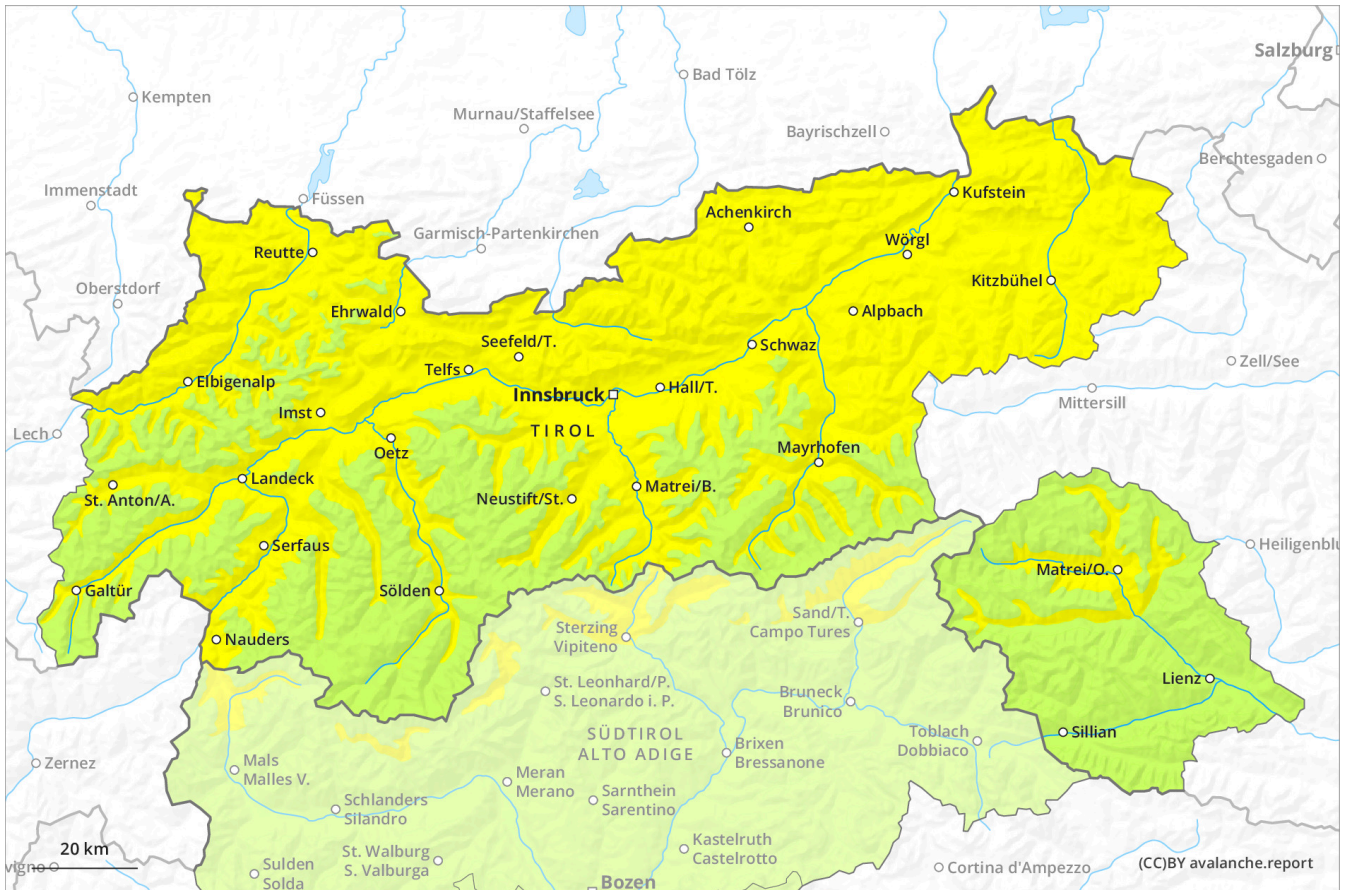 Salzburg
Bad Tölz
Kempten
Murnau/Staffelsee
Bayrischzell
Berchtesgaden
Immenstadt
Füssen
Kufstein
Achenkirch
Garmisch-Partenkirchen
Wörgl
Reutte
Kitzbühel
Oberstdorf
Ehrwald
Alpbach
Seefeld/T.
Schwaz
Zell/See
Telfs
Elbigenalp
Hall/T.
Innsbruck
Mittersill
Imst
TIROL
Lech
Oetz
Mayrhofen
Landeck
Matrei/B.
St. Anton/A.
Neustift/St.
Serfaus
Heiligenblu
Matrei/O.
Galtür
Sölden
Sand/T.
Campo Tures
Sterzing
Vipiteno
Nauders
Lienz
St. Leonhard/P.
S. Leonardo i. P.
Bruneck
Brunico
SÜDTIROL
ALTO ADIGE
Toblach
Dobbiaco
Sillian
Brixen
Bressanone
Zernez
Mals
Malles V.
Meran
Merano
Sarnthein
Sarentino
Schlanders
Silandro
Kastelruth
Castelrotto
20 km
St. Walburg
S. Valburga
vigno
Sulden
Solda
Cortina d'Ampezzo
(CC)BY avalanche.report
Bozen